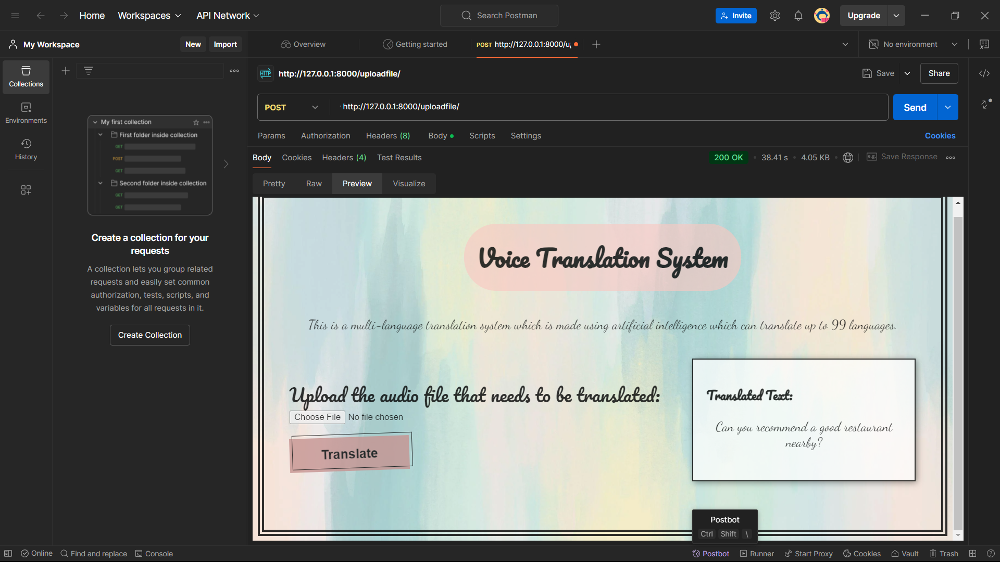 Home Workspaces API Network Search Postman Invite Upgrade
My Workspace New Import Overview Getting started POST http://127.0.0.1:8000/u No environment
Collections
Environments
History
My first collection
First folder inside collection
GET
POST
GET
Second folder inside collection
GET
GET
Create a collection for your
requests
A collection lets you group related
requests and easily set common
authorization, tests, scripts, and
variables for all requests in it.
Create Collection
HTTP http://127.0.0.1:8000/uploadfile/ Save Share
POST http://127.0.0.1:8000/uploadfile/ Send
Params Authorization Headers (8) Body Scripts Settings Cookies
Body Cookies Headers (4) Test Results 200 OK 38.41 s 4.05 KB e.g. Save Response
Pretty Raw Preview Visualize
Voice Translation System
This is a multi-language translation system which is made using artificial intelligence which can translate up to 99 languages.
Upload the audio file that needs to be translated:
Choose File No file chosen
Translate
Translated Text:
Can you recommend a good restaurant
nearby?
Postbot
Ctrl Shift \
Online Find and replace Console Postbot Runner Start Proxy Cookies Vault Trash